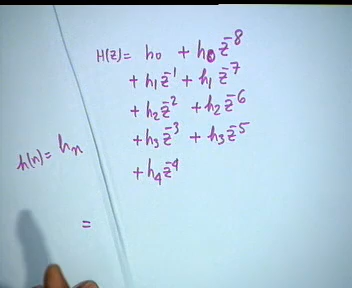 H(z) = h₀ + h₀ z⁻⁸
+ h₁ z⁻¹ + h₁ z⁻⁷
+ h₂ z⁻² + h₂ z⁻⁶
+ h₃ z⁻³ + h₃ z⁻⁵
h(n) = hₙ
+ h₄ z⁻⁴
=